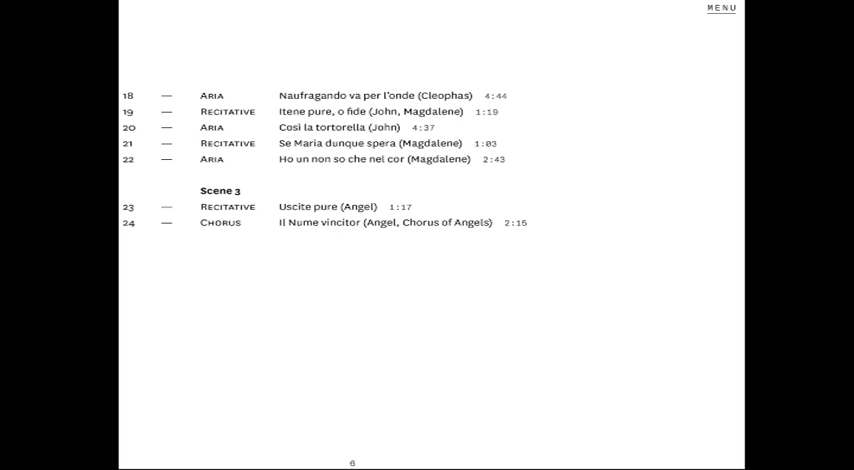 MENU
18 — Aria Naufragando va per l’onde (Cleophas) 4:44
19 — Recitative Itene pure, o fide (John, Magdalene) 1:19
20 — Aria Così la tortorella (John) 4:37
21 — Recitative Se Maria dunque spera (Magdalene) 1:03
22 — Aria Ho un non so che nel cor (Magdalene) 2:43
Scene 3
23 — Recitative Uscite pure (Angel) 1:17
24 — Chorus Il Nume vincitor (Angel, Chorus of Angels) 2:15
6